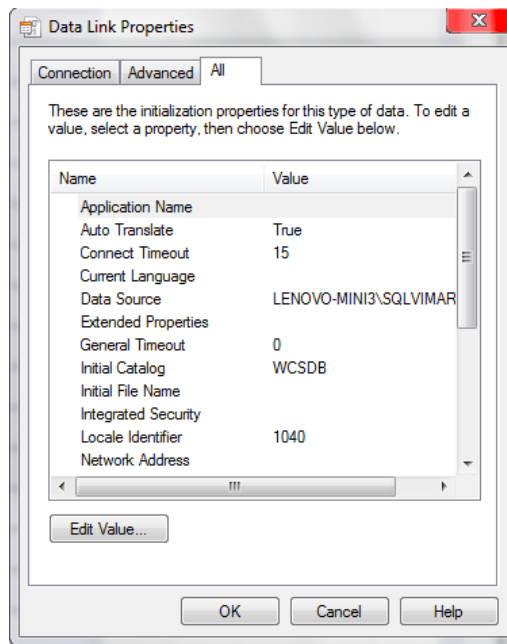 Data Link Properties
Connection Advanced All
These are the initialization properties for this type of data. To edit a
value, select a property, then choose Edit Value below.
Name Value
Application Name
Auto Translate True
Connect Timeout 15
Current Language
Data Source LENOVO-MINI3\SQLVIMAR
Extended Properties
General Timeout 0
Initial Catalog WCSDB
Initial File Name
Integrated Security
Locale Identifier 1040
Network Address
Edit Value...
OK Cancel Help